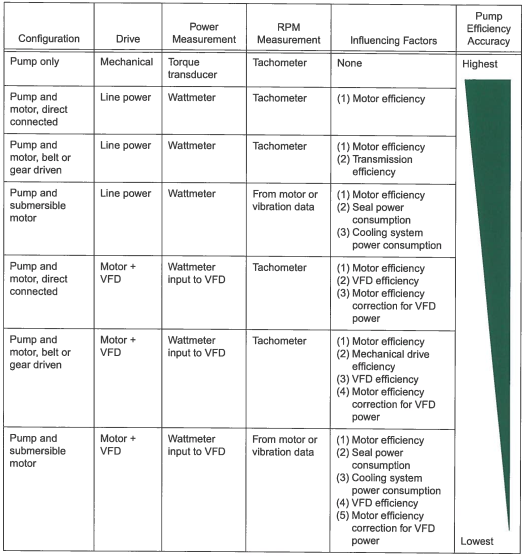 Configuration
Drive
Power
Measurement
RPM
Measurement
Influencing Factors
Pump
Efficiency
Accuracy
Pump only
Mechanical
Torque
transducer
Tachometer
None
Highest
Pump and
motor, direct
connected
Line power
Wattmeter
Tachometer
(1) Motor efficiency
Pump and
motor, belt or
gear driven
Line power
Wattmeter
Tachometer
(1) Motor efficiency
(2) Transmission
efficiency
Pump and
submersible
motor
Line power
Wattmeter
From motor or
vibration data
(1) Motor efficiency
(2) Seal power
consumption
(3) Cooling system
power consumption
Pump and
motor, direct
connected
Motor +
VFD
Wattmeter
input to VFD
Tachometer
(1) Motor efficiency
(2) VFD efficiency
(3) Motor efficiency
correction for VFD
power
Pump and
motor, belt or
gear driven
Motor +
VFD
Wattmeter
input to VFD
Tachometer
(1) Motor efficiency
(2) Mechanical drive
efficiency
(3) VFD efficiency
(4) Motor efficiency
correction for VFD
power
Pump and
submersible
motor
Motor +
VFD
Wattmeter
input to VFD
From motor or
vibration data
(1) Motor efficiency
(2) Seal power
consumption
(3) Cooling system
power consumption
(4) VFD efficiency
(5) Motor efficiency
correction for VFD
power
Lowest